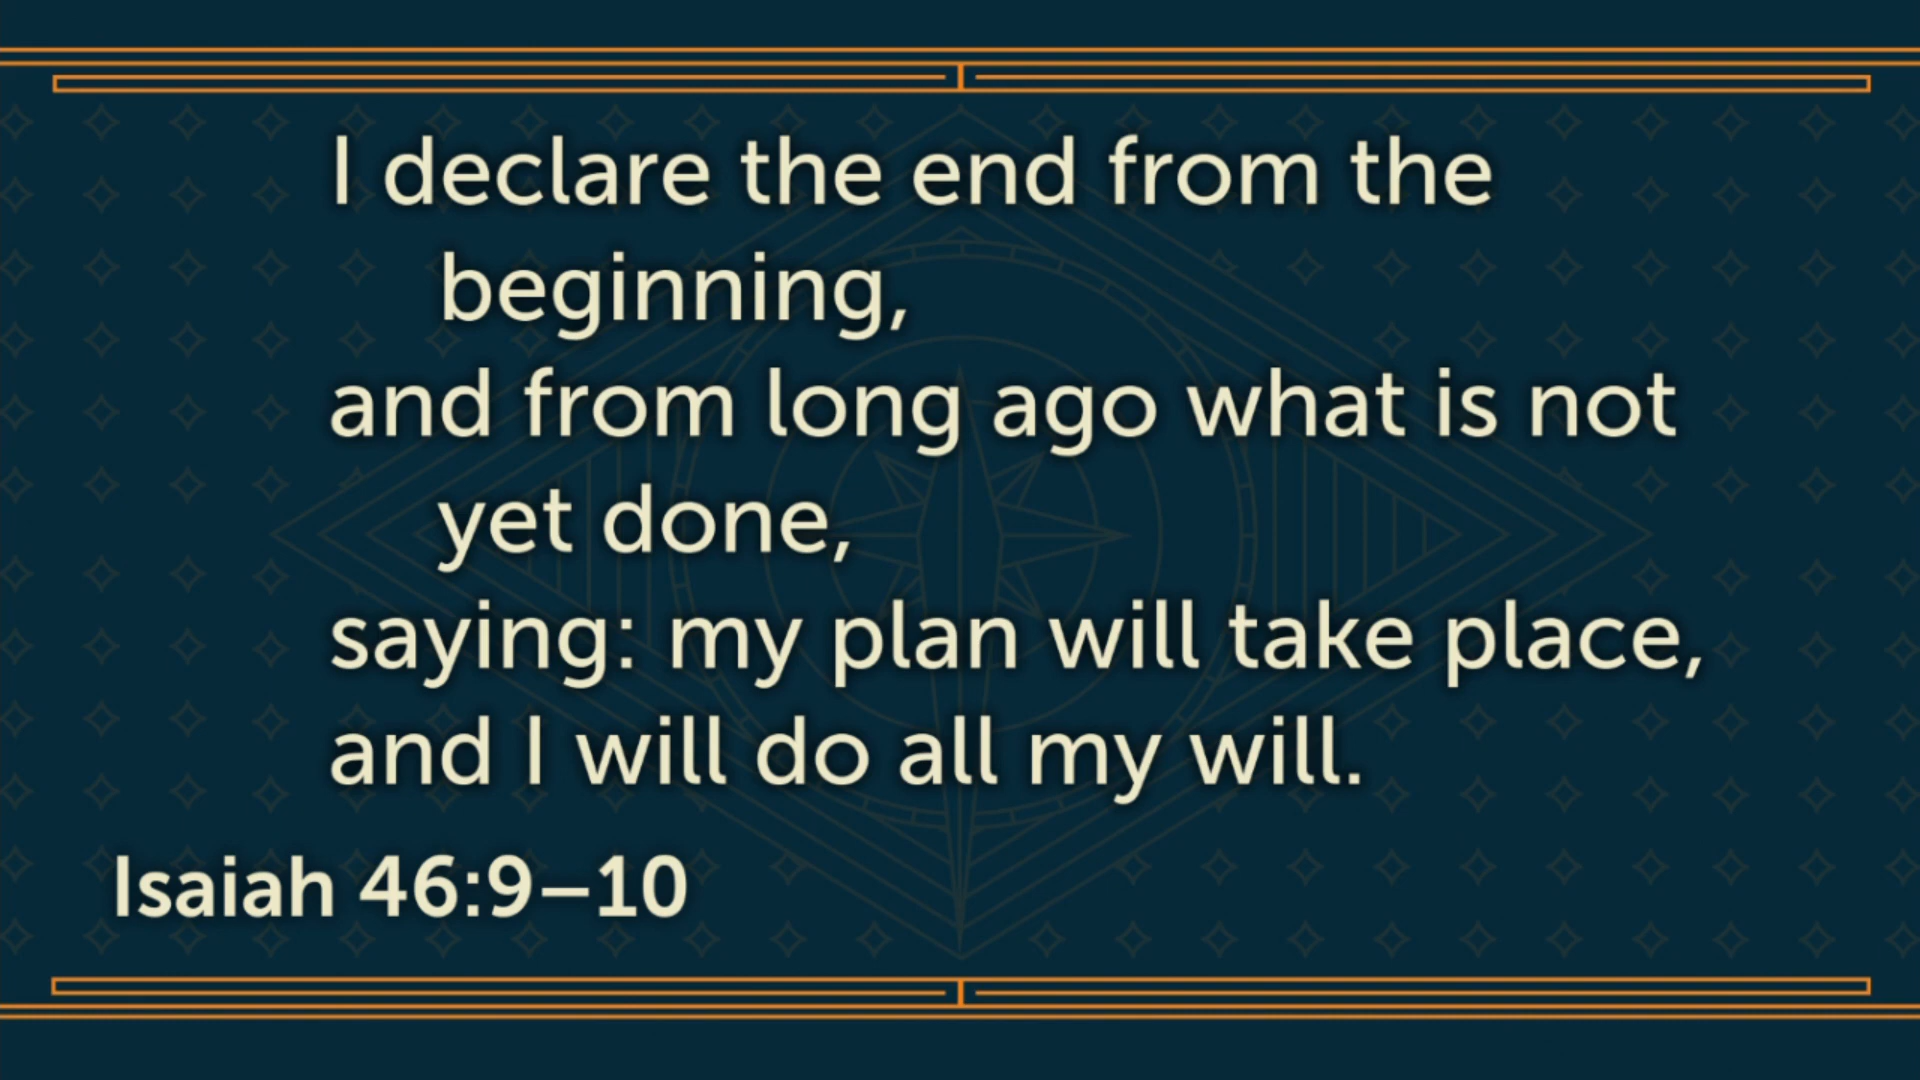 I declare the end from the
beginning,
and from long ago what is not
yet done,
saying: my plan will take place,
and I will do all my will.
Isaiah 46:9–10